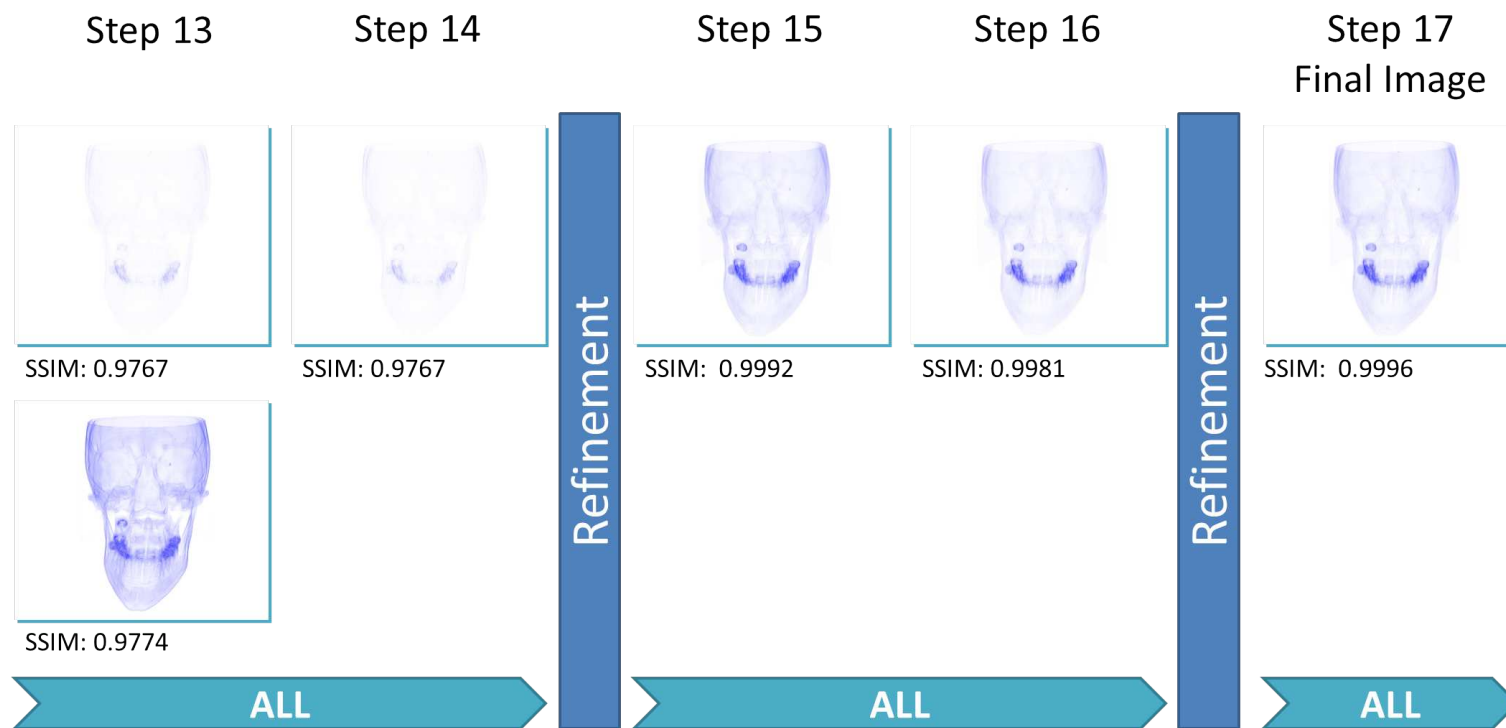 Step 13
Step 14
Step 15
Step 16
Step 17
Final Image
SSIM: 0.9767
SSIM: 0.9767
Refinement
SSIM:  0.9992
SSIM: 0.9981
Refinement
SSIM:  0.9996
SSIM: 0.9774
ALL
ALL
ALL